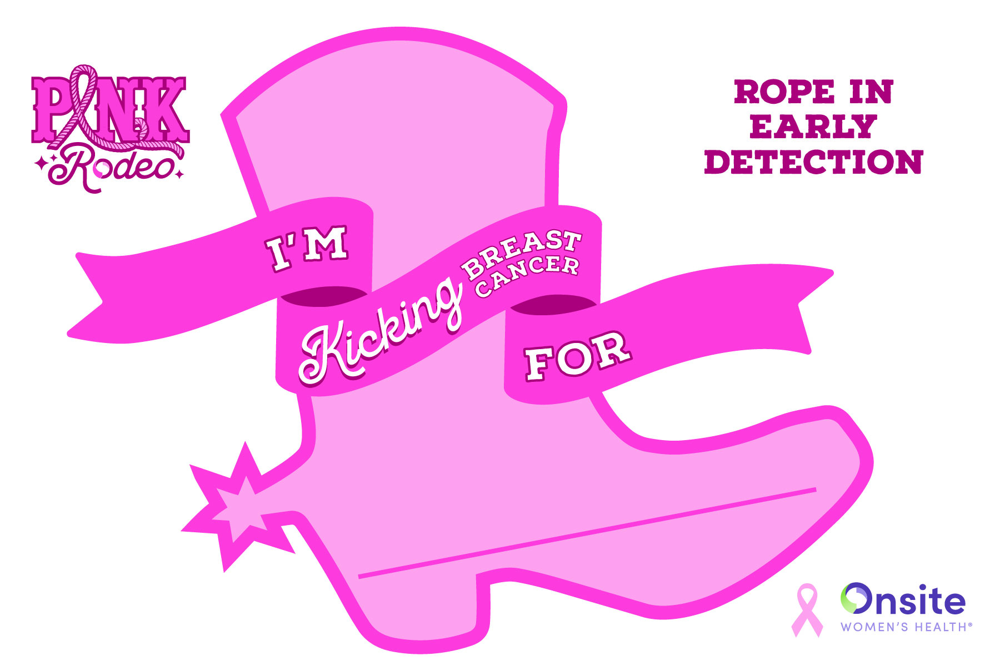 PINK
Rodeo
ROPE IN
EARLY
DETECTION
I'M
Kicking
BREAST
CANCER
FOR
Onsite
WOMEN'S HEALTH®